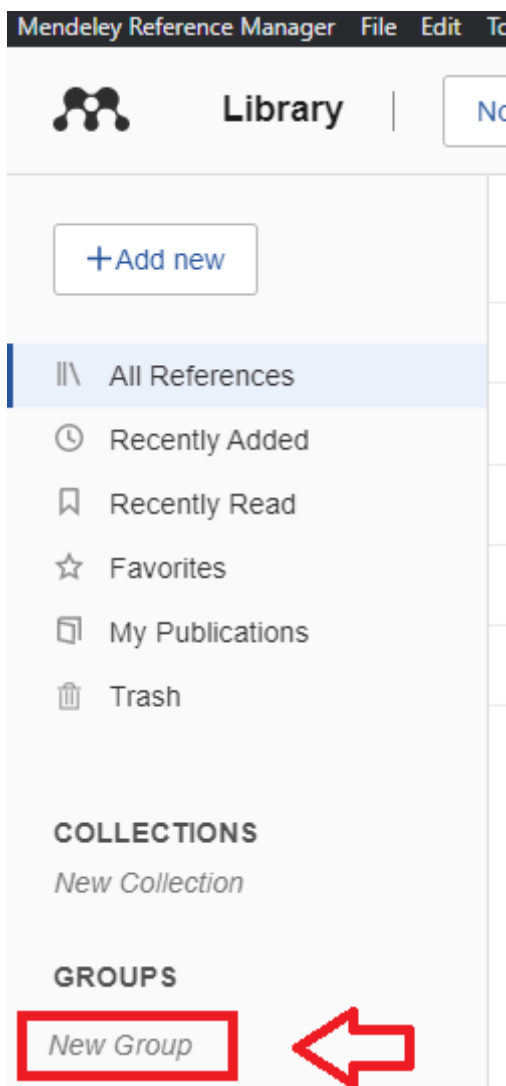 Mendeley Reference Manager File Edit
Library
+Add new
All References
Recently Added
Recently Read
Favorites
My Publications
Trash
COLLECTIONS
New Collection
GROUPS
New Group